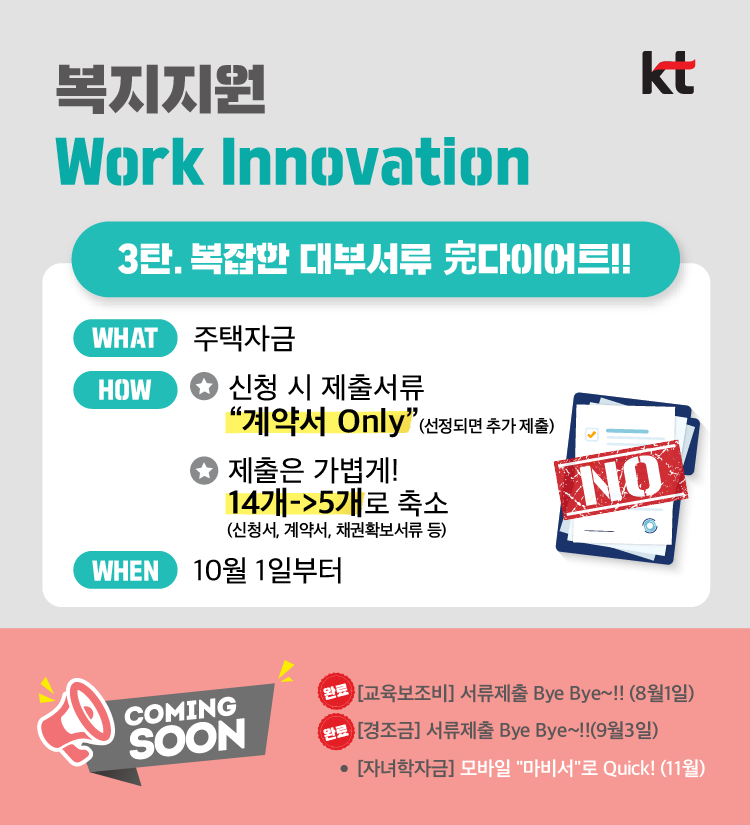 복지지원
kt
Work Innovation
3탄. 복잡한 대부서류 完다이어트!!
WHAT 주택자금
HOW 신청 시 제출서류
“계약서 Only”(선정되면 추가 제출)
제출은 가볍게!
14개->5개로 축소
(신청서, 계약서, 채권확보서류 등)
NO
WHEN 10월 1일부터
COMING
SOON
완료 [교육보조비] 서류제출 Bye Bye~!! (8월1일)
완료 [경조금] 서류제출 Bye Bye~!!(9월3일)
• [자녀학자금] 모바일 "마비서"로 Quick! (11월)